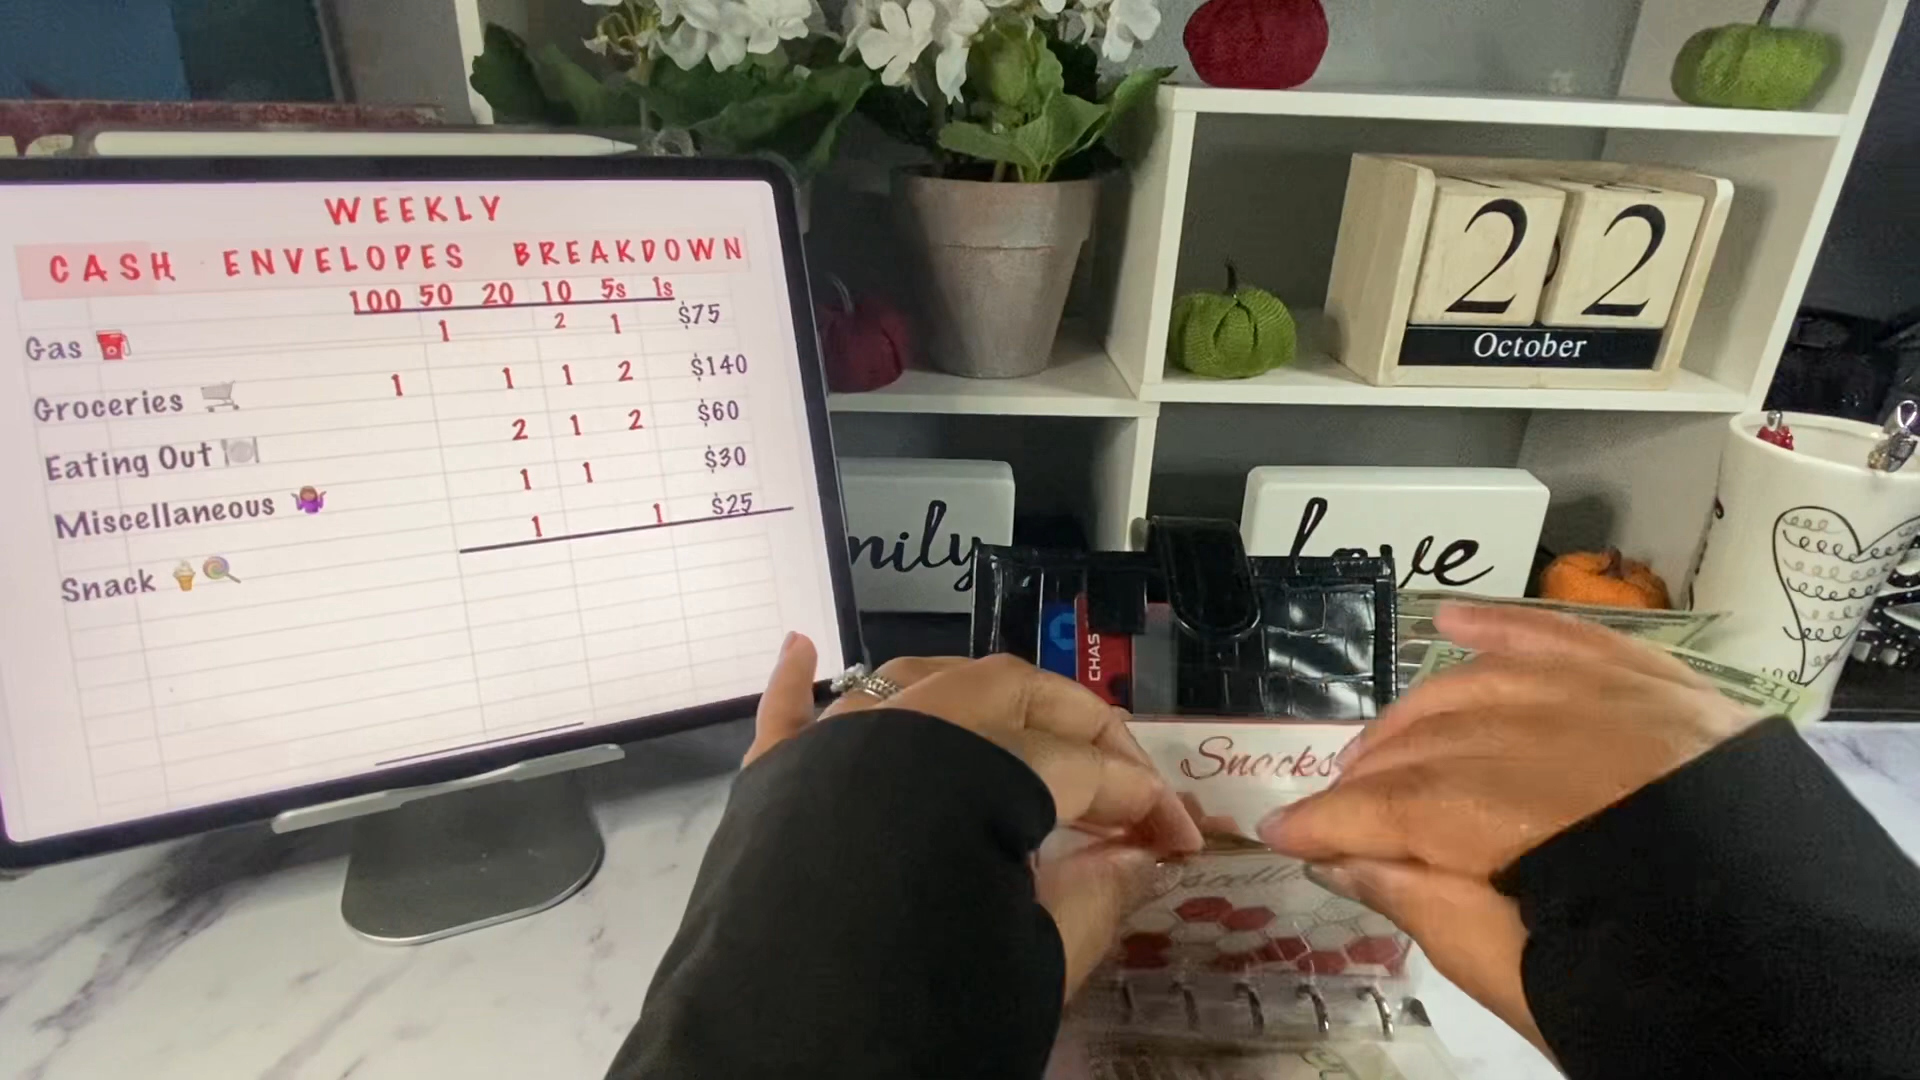 WEEKLY
CASH ENVELOPES BREAKDOWN
100 50 20 10 5s 1s
Gas 1 2 1 $75
Groceries 1 1 1 2 $140
Eating Out 2 1 2 $60
Miscellaneous 1 1 $30
Snack 1 1 $25
22
October
love
CHAS
Snacks